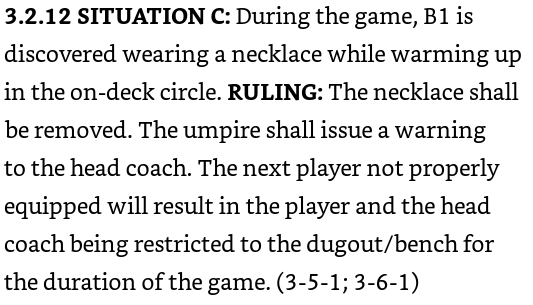 3.2.12 SITUATION C: During the game, B1 is
discovered wearing a necklace while warming up
in the on-deck circle. RULING: The necklace shall
be removed. The umpire shall issue a warning
to the head coach. The next player not properly
equipped will result in the player and the head
coach being restricted to the dugout/bench for
the duration of the game. (3-5-1; 3-6-1)